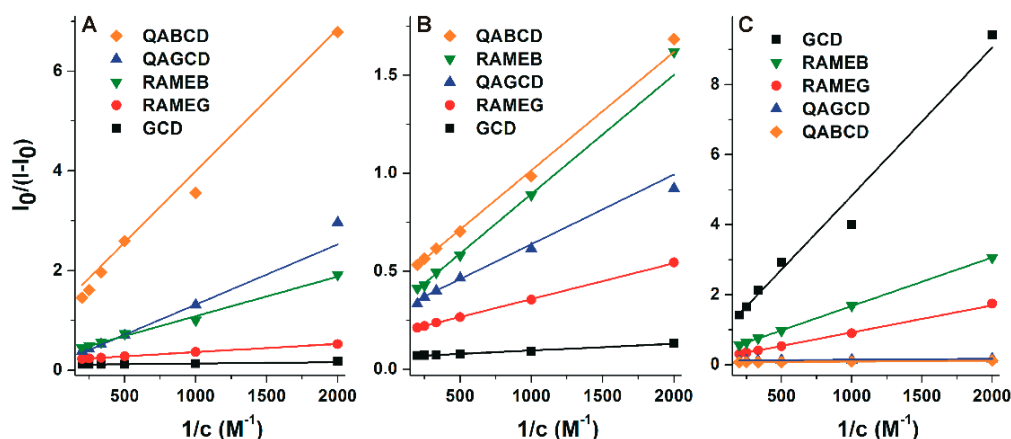 I₀/(I-I₀)
A
QABCD
QAGCD
RAMEB
RAMEG
GCD
6
4
2
0
500 1000 1500 2000
1/c (M⁻¹)
B
QABCD
RAMEB
QAGCD
RAMEG
GCD
1.5
1.0
0.5
0.0
500 1000 1500 2000
1/c (M⁻¹)
C
GCD
RAMEB
RAMEG
QAGCD
QABCD
8
6
4
2
0
500 1000 1500 2000
1/c (M⁻¹)